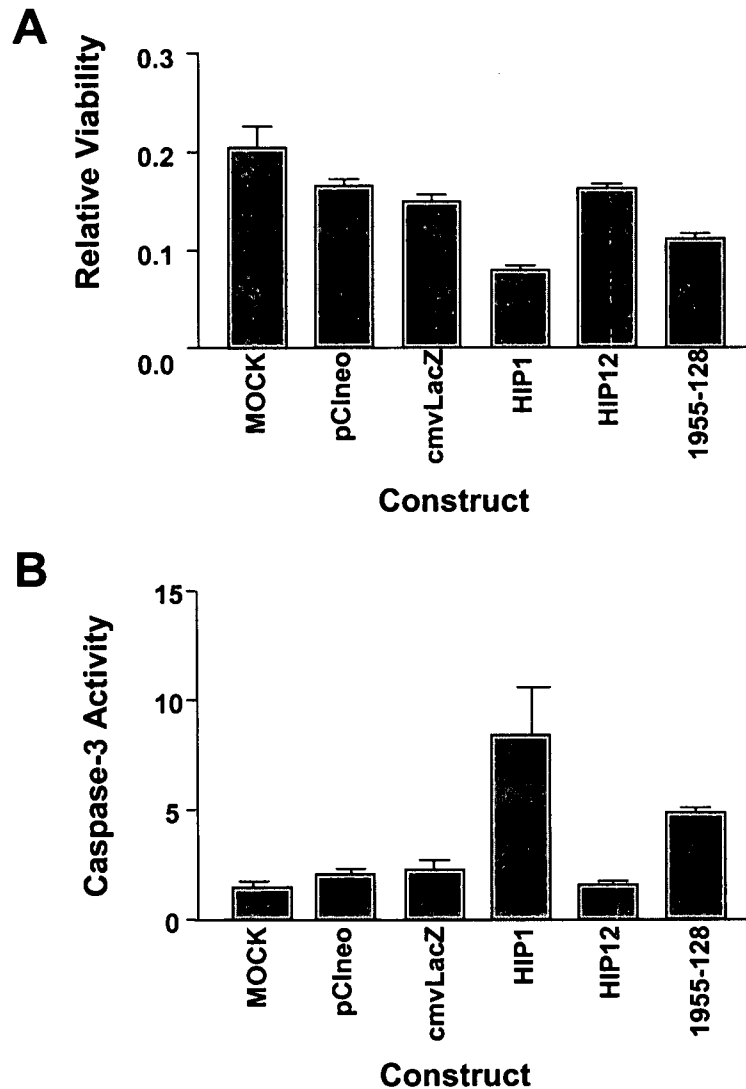 A
Relative Viability
0.3
0.2
0.1
0.0
MOCK
pCIneo
cmvLacZ
HIP1
HIP12
1955-128
Construct
B
Caspase-3 Activity
15
10
5
0
MOCK
pCIneo
cmvLacZ
HIP1
HIP12
1955-128
Construct